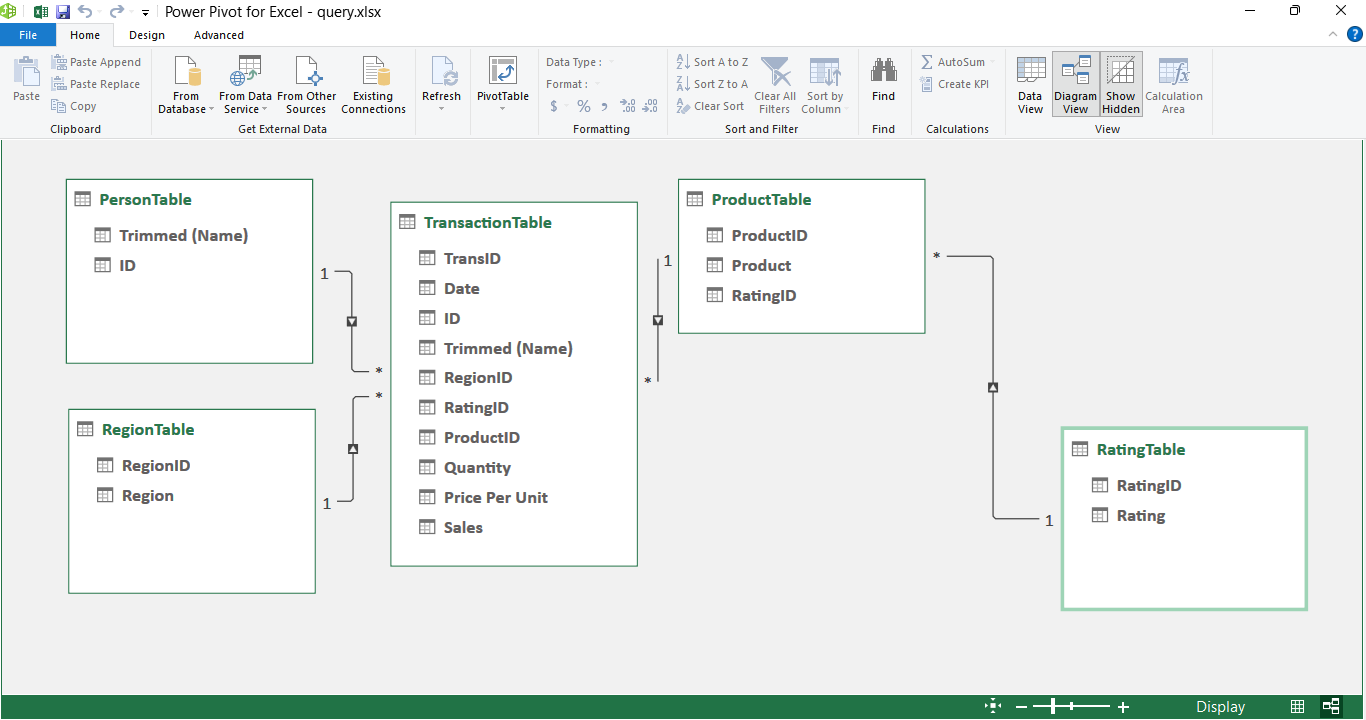 Power Pivot for Excel - query.xlsx
File Home Design Advanced
Paste
Paste Append
Paste Replace
Copy
Clipboard
From Database
From Data Service
From Other Sources
Existing Connections
Get External Data
Refresh
PivotTable
Data Type :
Format :
$ % , .00 .00
Formatting
Sort A to Z
Sort Z to A
Clear Sort
Clear All Filters
Sort by Column
Sort and Filter
Find
Find
AutoSum
Create KPI
Calculations
Data View
Diagram View
Show Hidden
Calculation Area
View
PersonTable
Trimmed (Name)
ID
1
*
RegionTable
RegionID
Region
1
*
TransactionTable
TransID
Date
ID
Trimmed (Name)
RegionID
RatingID
ProductID
Quantity
Price Per Unit
Sales
1
*
ProductTable
ProductID
Product
RatingID
*
1
RatingTable
RatingID
Rating
Display